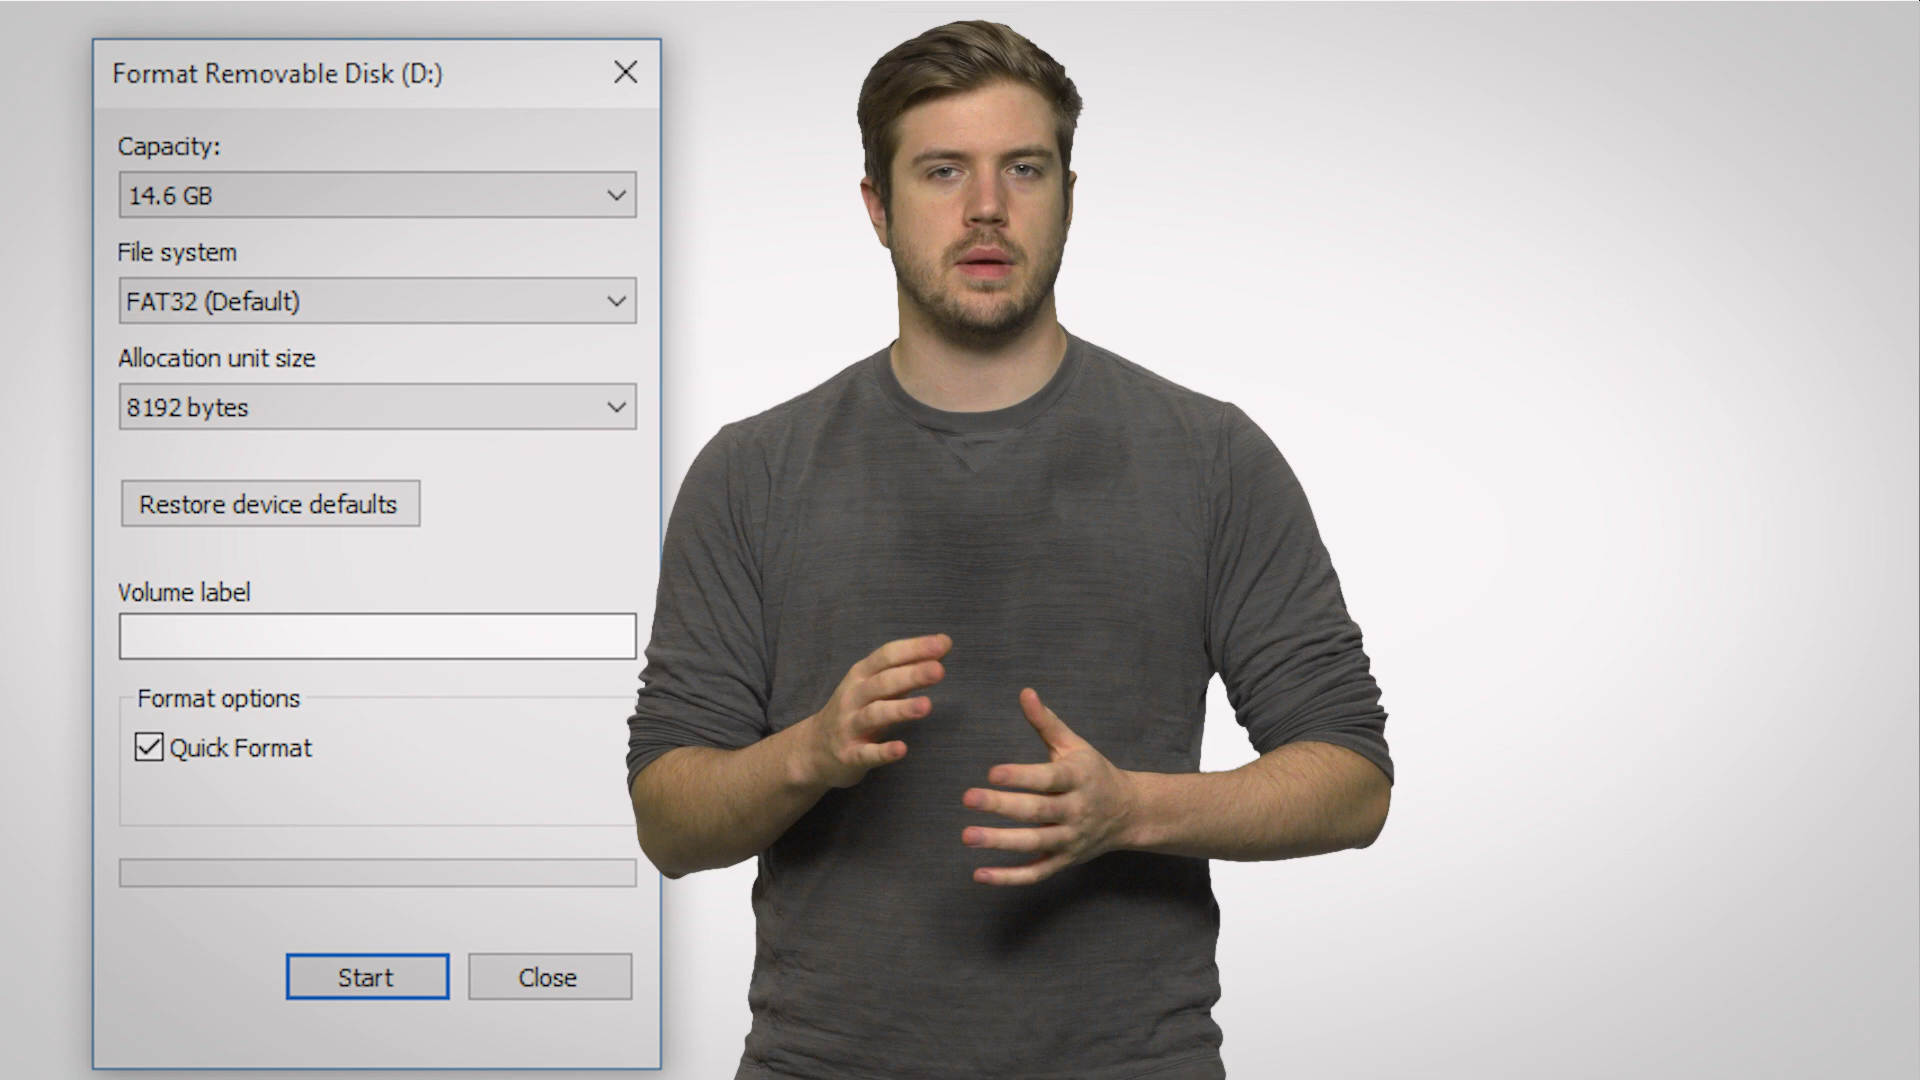 Format Removable Disk (D:)
Capacity:
14.6 GB
File system
FAT32 (Default)
Allocation unit size
8192 bytes
Restore device defaults
Volume label
Format options
Quick Format
Start
Close